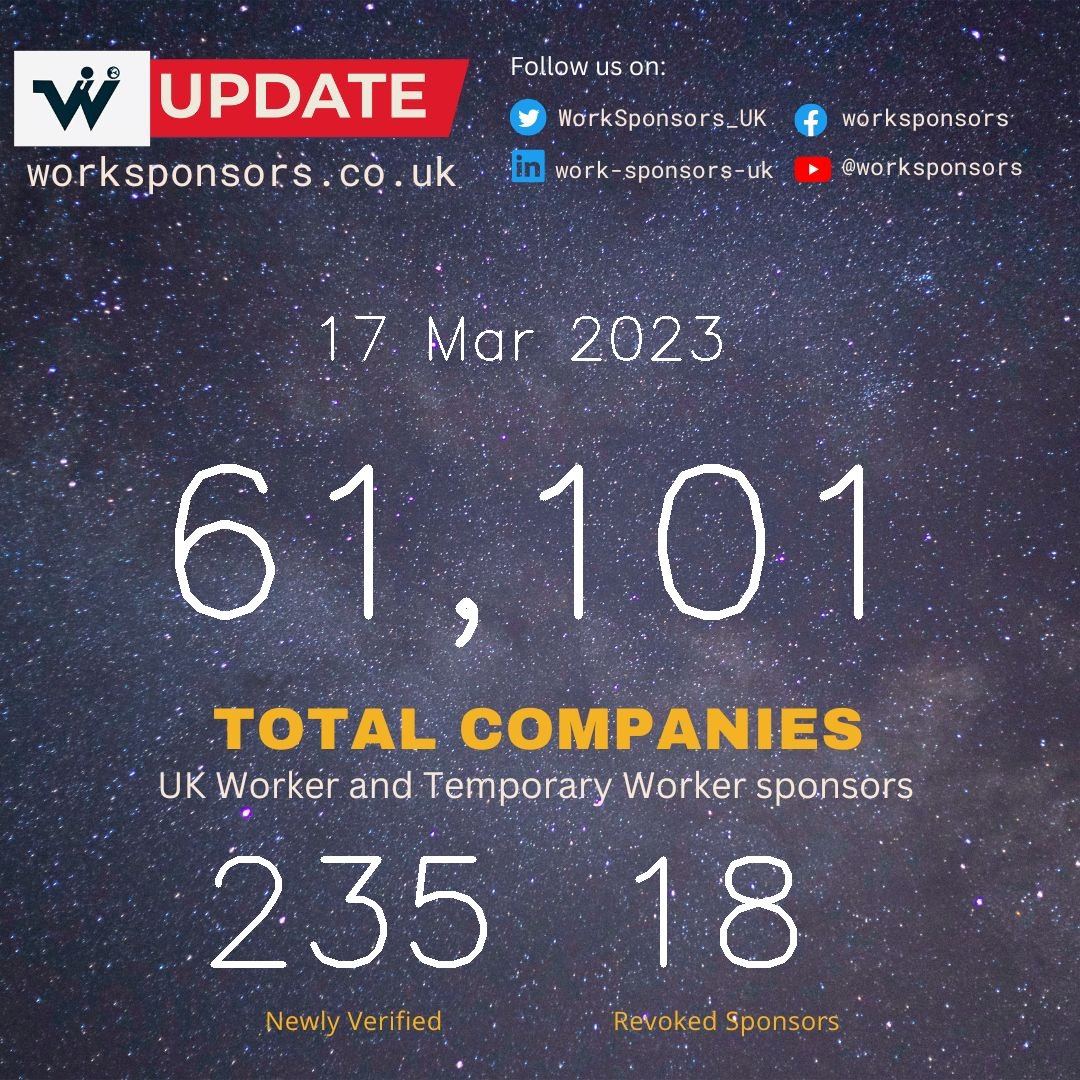 UPDATE
worksponsors.co.uk
Follow us on:
WorkSponsors_UK
worksponsors
work-sponsors-uk
@worksponsors
17 Mar 2023
61,101
TOTAL COMPANIES
UK Worker and Temporary Worker sponsors
235 18
Newly Verified Revoked Sponsors